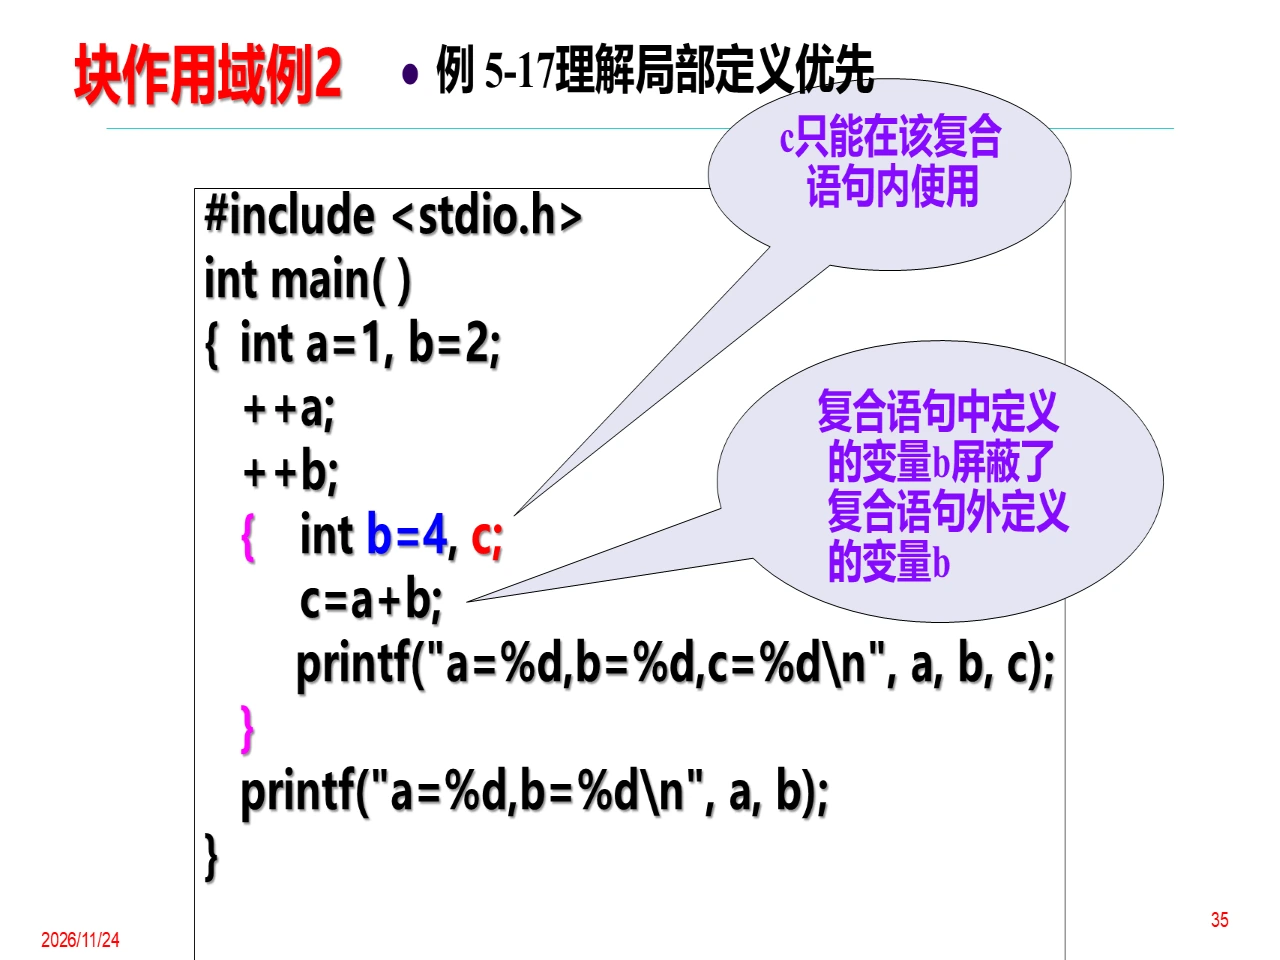 块作用域例2
● 例 5-17理解局部定义优先
c只能在该复合
语句内使用
#include <stdio.h>
int main( )
{ int a=1, b=2;
++a;
++b;
{ int b=4, c;
c=a+b;
printf("a=%d,b=%d,c=%d\n", a, b, c);
}
printf("a=%d,b=%d\n", a, b);
}
复合语句中定义
的变量b屏蔽了
复合语句外定义
的变量b
2026/11/24
35